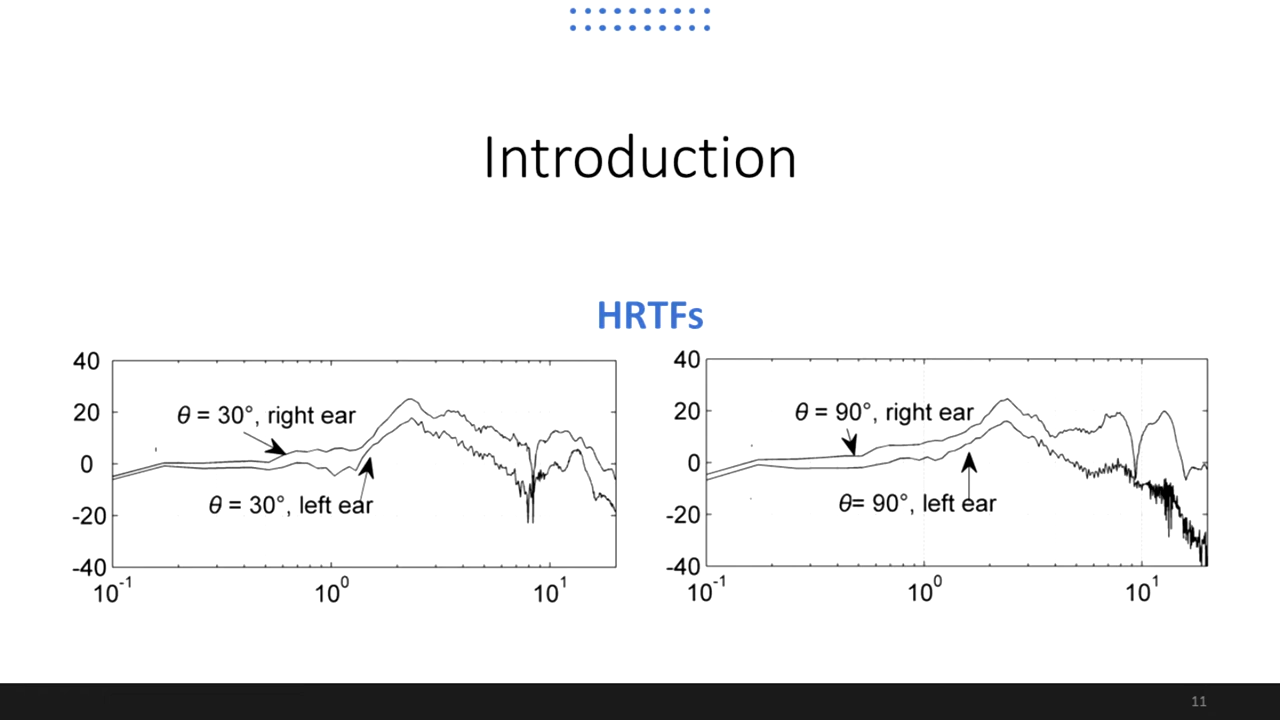 Introduction
HRTFs
40
20
0
-20
-40
θ = 30°, right ear
θ = 30°, left ear
10⁻¹
10⁰
10¹
40
20
0
-20
-40
θ = 90°, right ear
θ= 90°, left ear
10⁻¹
10⁰
10¹
11